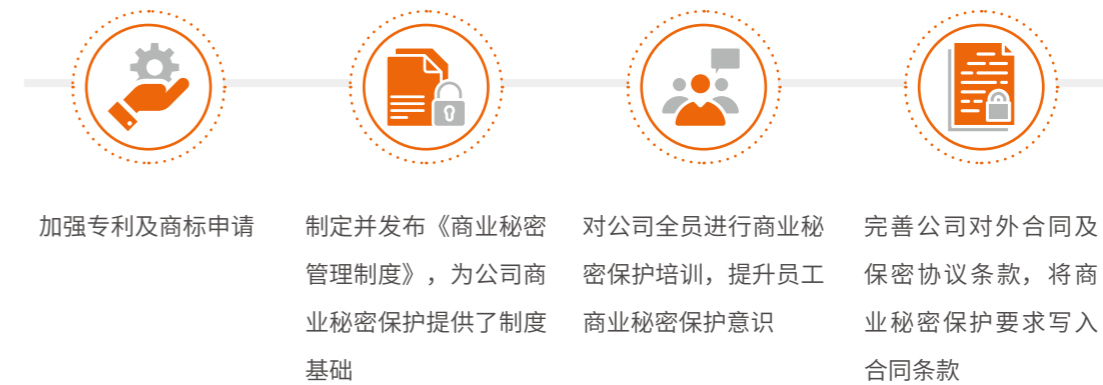 加强专利及商标申请
制定并发布《商业秘密
管理制度》，为公司商
业秘密保护提供了制度
基础
对公司全员进行商业秘
密保护培训，提升员工
商业秘密保护意识
完善公司对外合同及
保密协议条款，将商
业秘密保护要求写入
合同条款